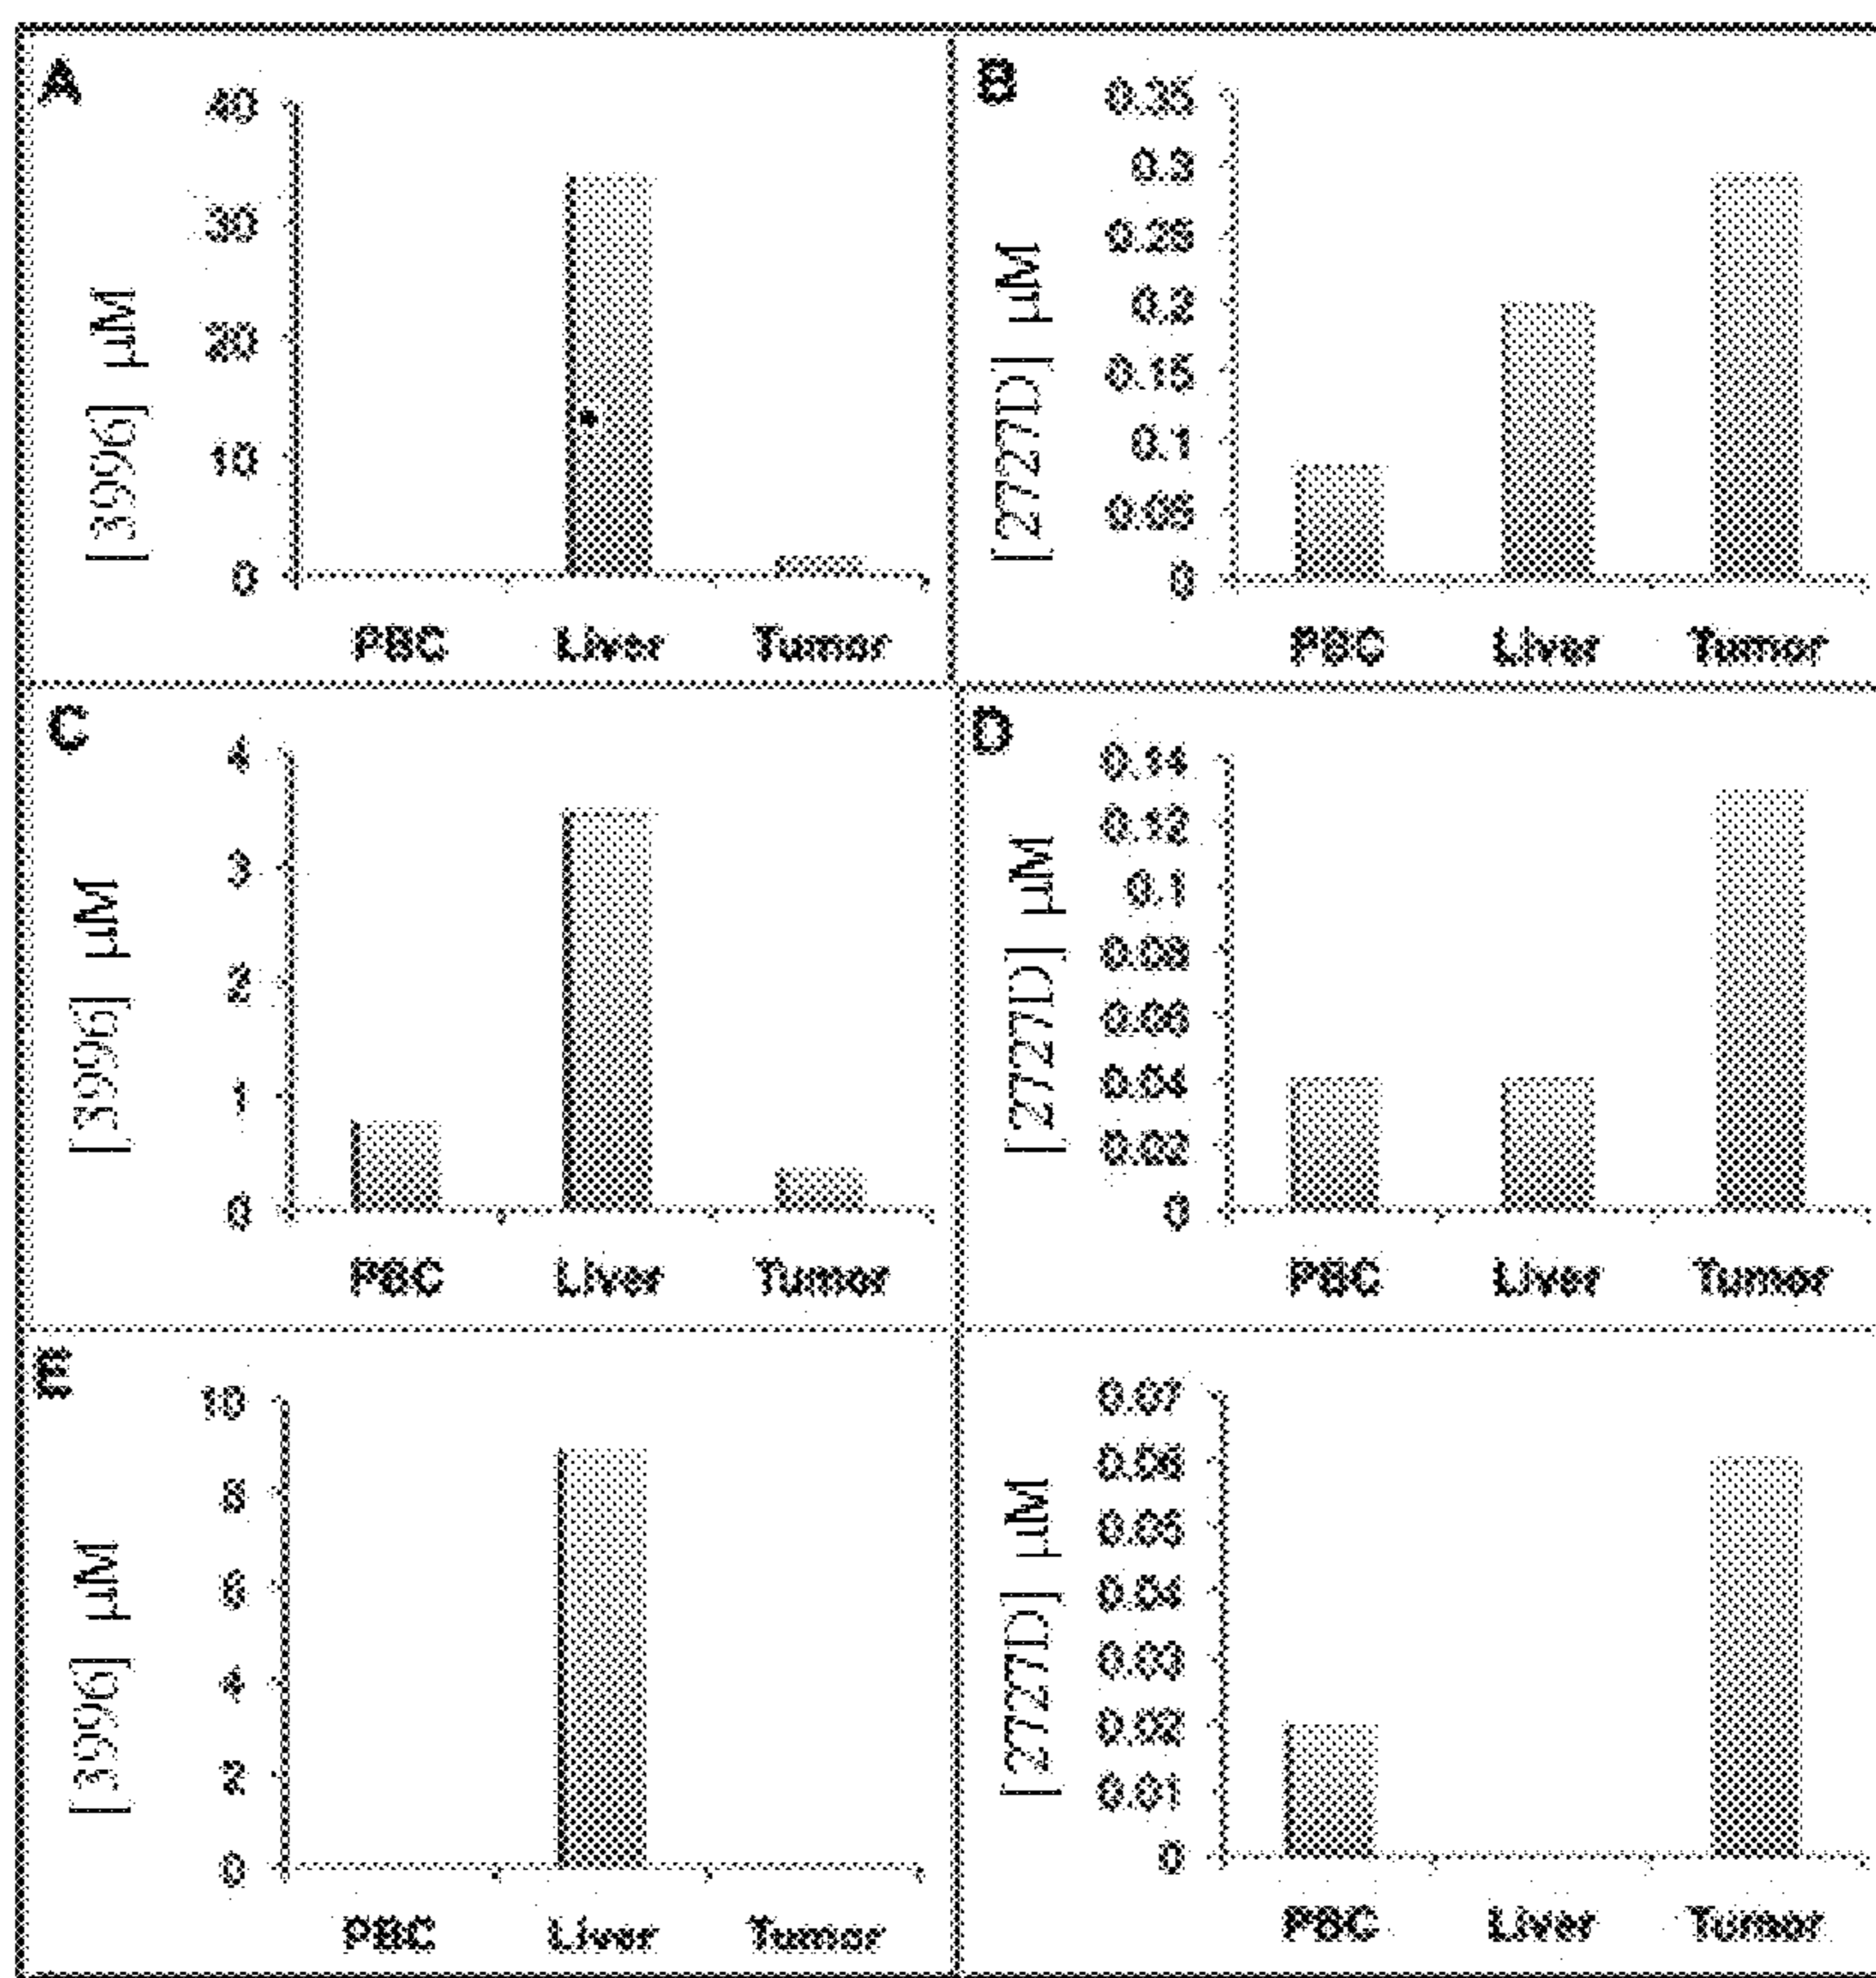 A
40
30
20
10
0
[3996] µM
PBC Liver Tumor
B
0.35
0.3
0.25
0.2
0.15
0.1
0.05
0
[2727D] µM
PBC Liver Tumor
C
4
3
2
1
0
[3996] µM
PBC Liver Tumor
D
0.14
0.12
0.1
0.08
0.06
0.04
0.02
0
[2727D] µM
PBC Liver Tumor
E
10
8
6
4
2
0
[3996] µM
PBC Liver Tumor
0.07
0.06
0.05
0.04
0.03
0.02
0.01
0
[2727D] µM
PBC Liver Tumor